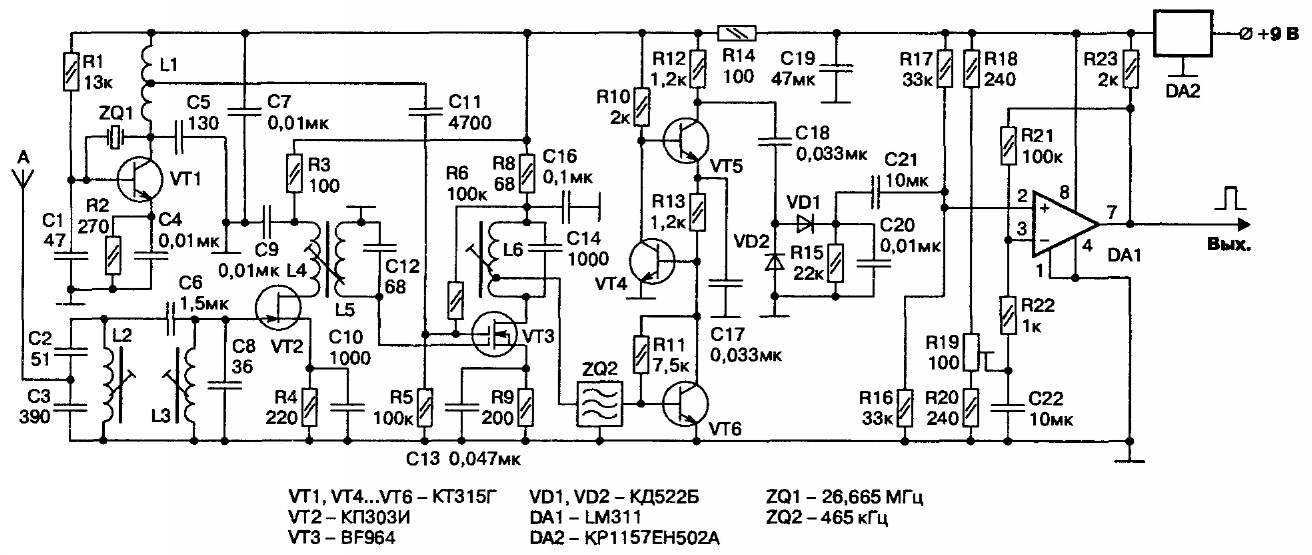 R1
13к
L1
ZQ1
C5
130
C7
0,01мк
C11
4700
R10
2к
R12
1,2к
R14
100
C19
47мк
R17
33к
R18
240
R23
2к
DA2
+9 В
A
VT1
R3
100
R6
100к
R8
68
C16
0,1мк
VT5
C18
0,033мк
C21
10мк
R21
100к
C1
47
R2
270
C4
0,01мк
C9
0,01мк
L4
L5
C12
68
L6
C14
1000
R13
1,2к
VT4
VD1
VD2
R15
22к
C20
0,01мк
2
+
3
−
8
7
4
1
DA1
Вых.
C6
1,5мк
C2
51
L2
C3
390
L3
C8
36
VT2
C10
1000
VT3
R4
220
R5
100к
R9
200
C13 0,047мк
ZQ2
R11
7,5к
C17
0,033мк
VT6
R16
33к
R19
100
R20
240
R22
1к
C22
10мк
VT1, VT4...VT6 – КТ315Г
VT2 – КП303И
VT3 – BF964
VD1, VD2 – КД522Б
DA1 – LM311
DA2 – КР1157ЕН502А
ZQ1 – 26,665 МГц
ZQ2 – 465 кГц